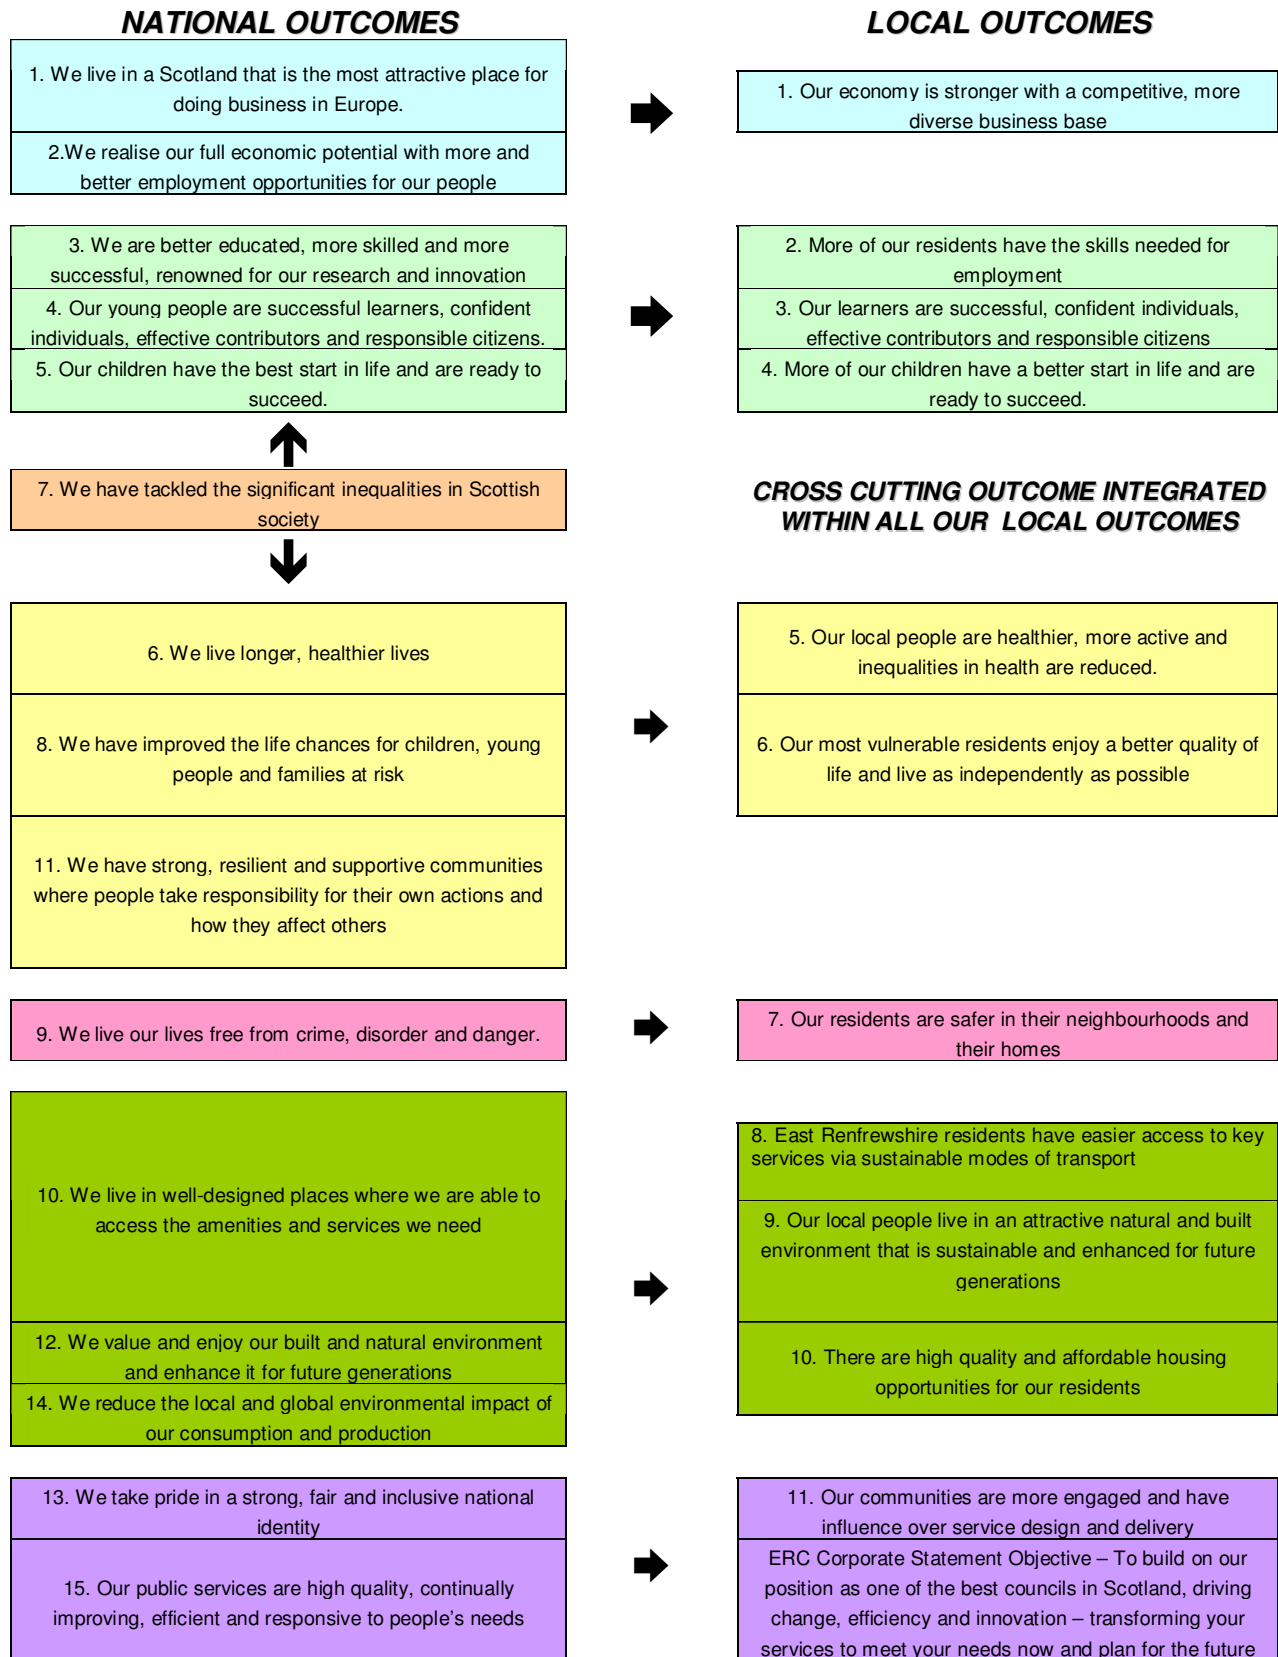 NATIONAL OUTCOMES
LOCAL OUTCOMES
1. We live in a Scotland that is the most attractive place for
doing business in Europe.
1. Our economy is stronger with a competitive, more
diverse business base
2.We realise our full economic potential with more and
better employment opportunities for our people
3. We are better educated, more skilled and more
successful, renowned for our research and innovation
2. More of our residents have the skills needed for
employment
4. Our young people are successful learners, confident
individuals, effective contributors and responsible citizens.
3. Our learners are successful, confident individuals,
effective contributors and responsible citizens
5. Our children have the best start in life and are ready to
succeed.
4. More of our children have a better start in life and are
ready to succeed.
7. We have tackled the significant inequalities in Scottish
society
CROSS CUTTING OUTCOME INTEGRATED
WITHIN ALL OUR LOCAL OUTCOMES
6. We live longer, healthier lives
5. Our local people are healthier, more active and
inequalities in health are reduced.
8. We have improved the life chances for children, young
people and families at risk
6. Our most vulnerable residents enjoy a better quality of
life and live as independently as possible
11. We have strong, resilient and supportive communities
where people take responsibility for their own actions and
how they affect others
9. We live our lives free from crime, disorder and danger.
7. Our residents are safer in their neighbourhoods and
their homes
10. We live in well-designed places where we are able to
access the amenities and services we need
8. East Renfrewshire residents have easier access to key
services via sustainable modes of transport
9. Our local people live in an attractive natural and built
environment that is sustainable and enhanced for future
generations
12. We value and enjoy our built and natural environment
and enhance it for future generations
10. There are high quality and affordable housing
opportunities for our residents
14. We reduce the local and global environmental impact of
our consumption and production
13. We take pride in a strong, fair and inclusive national
identity
11. Our communities are more engaged and have
influence over service design and delivery
15. Our public services are high quality, continually
improving, efficient and responsive to people's needs
ERC Corporate Statement Objective – To build on our
position as one of the best councils in Scotland, driving
change, efficiency and innovation – transforming your
services to meet your needs now and plan for the future